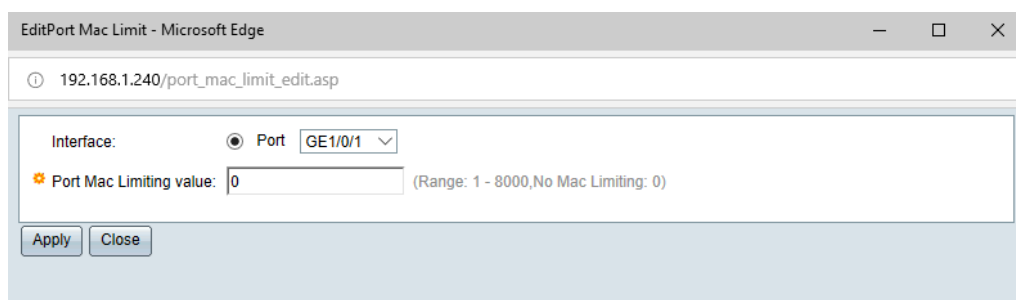 EditPort Mac Limit - Microsoft Edge
192.168.1.240/port_mac_limit_edit.asp
Interface: Port GE1/0/1
Port Mac Limiting value: 0 (Range: 1 - 8000,No Mac Limiting: 0)
Apply Close